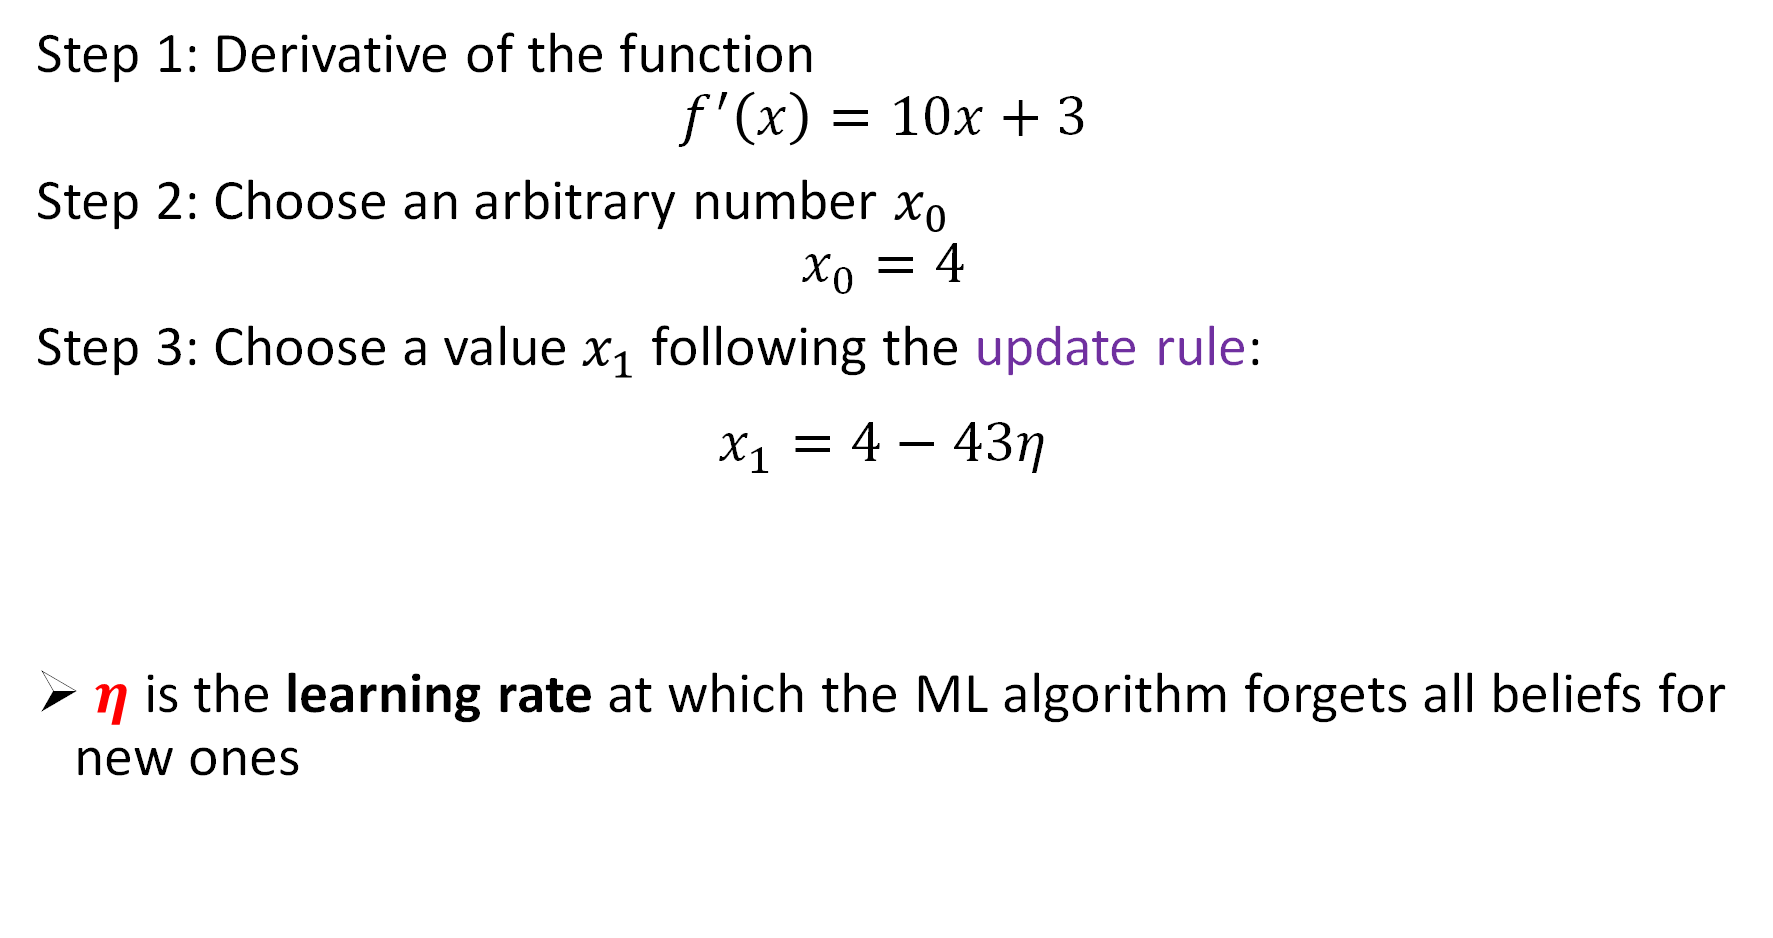 Step 1: Derivative of the function
f′(x) = 10x + 3
Step 2: Choose an arbitrary number x₀
x₀ = 4
Step 3: Choose a value x₁ following the update rule:
x₁ = 4 − 43η
➢ η is the learning rate at which the ML algorithm forgets all beliefs for
new ones